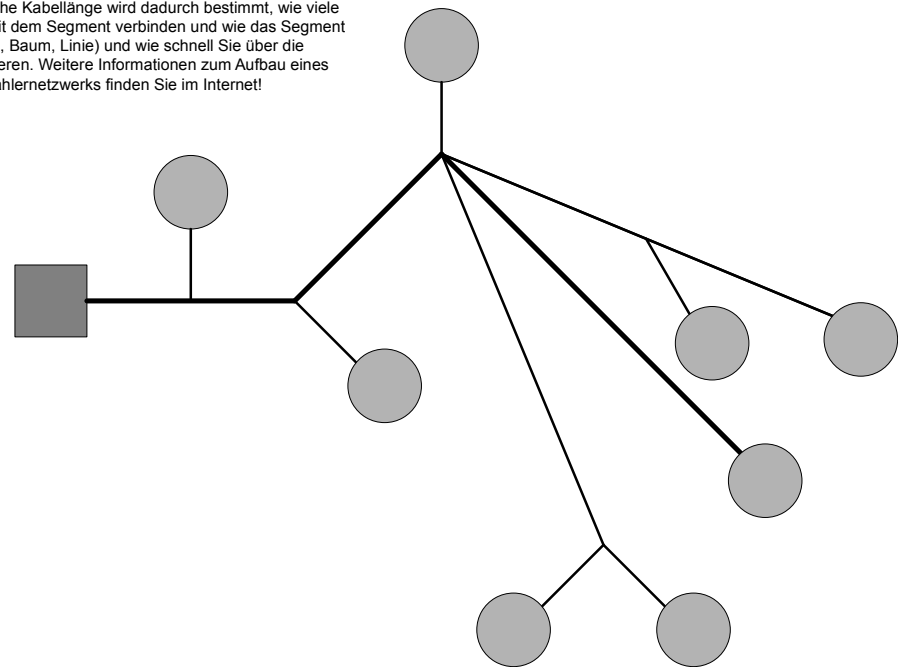 he Kabellänge wird dadurch bestimmt, wie viele
it dem Segment verbinden und wie das Segment
, Baum, Linie) und wie schnell Sie über die
eren. Weitere Informationen zum Aufbau eines
ählernetzwerks finden Sie im Internet!